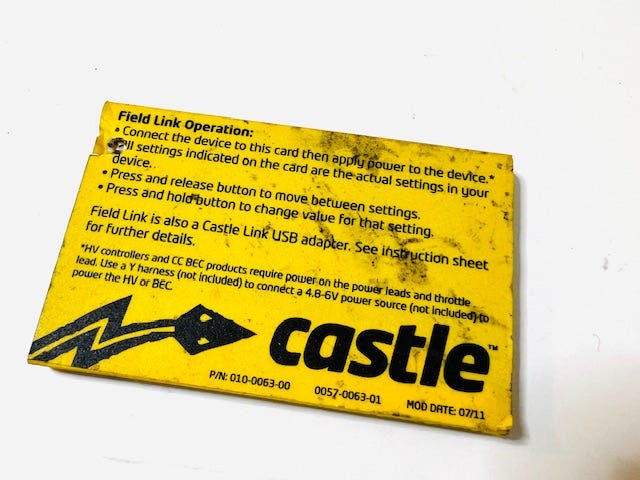 Field Link Operation:
• Connect the device to this card then apply power to the device.*
• All settings indicated on the card are the actual settings in your
device.
• Press and release button to move between settings.
• Press and hold button to change value for that setting.
Field Link is also a Castle Link USB adapter. See instruction sheet
for further details.
*HV controllers and CC BEC products require power on the power leads and throttle
lead. Use a Y harness (not included) to connect a 4.8-6V power source (not included) to
power the HV or BEC.
castle™
P/N: 010-0063-00 0057-0063-01 MOD DATE: 07/11